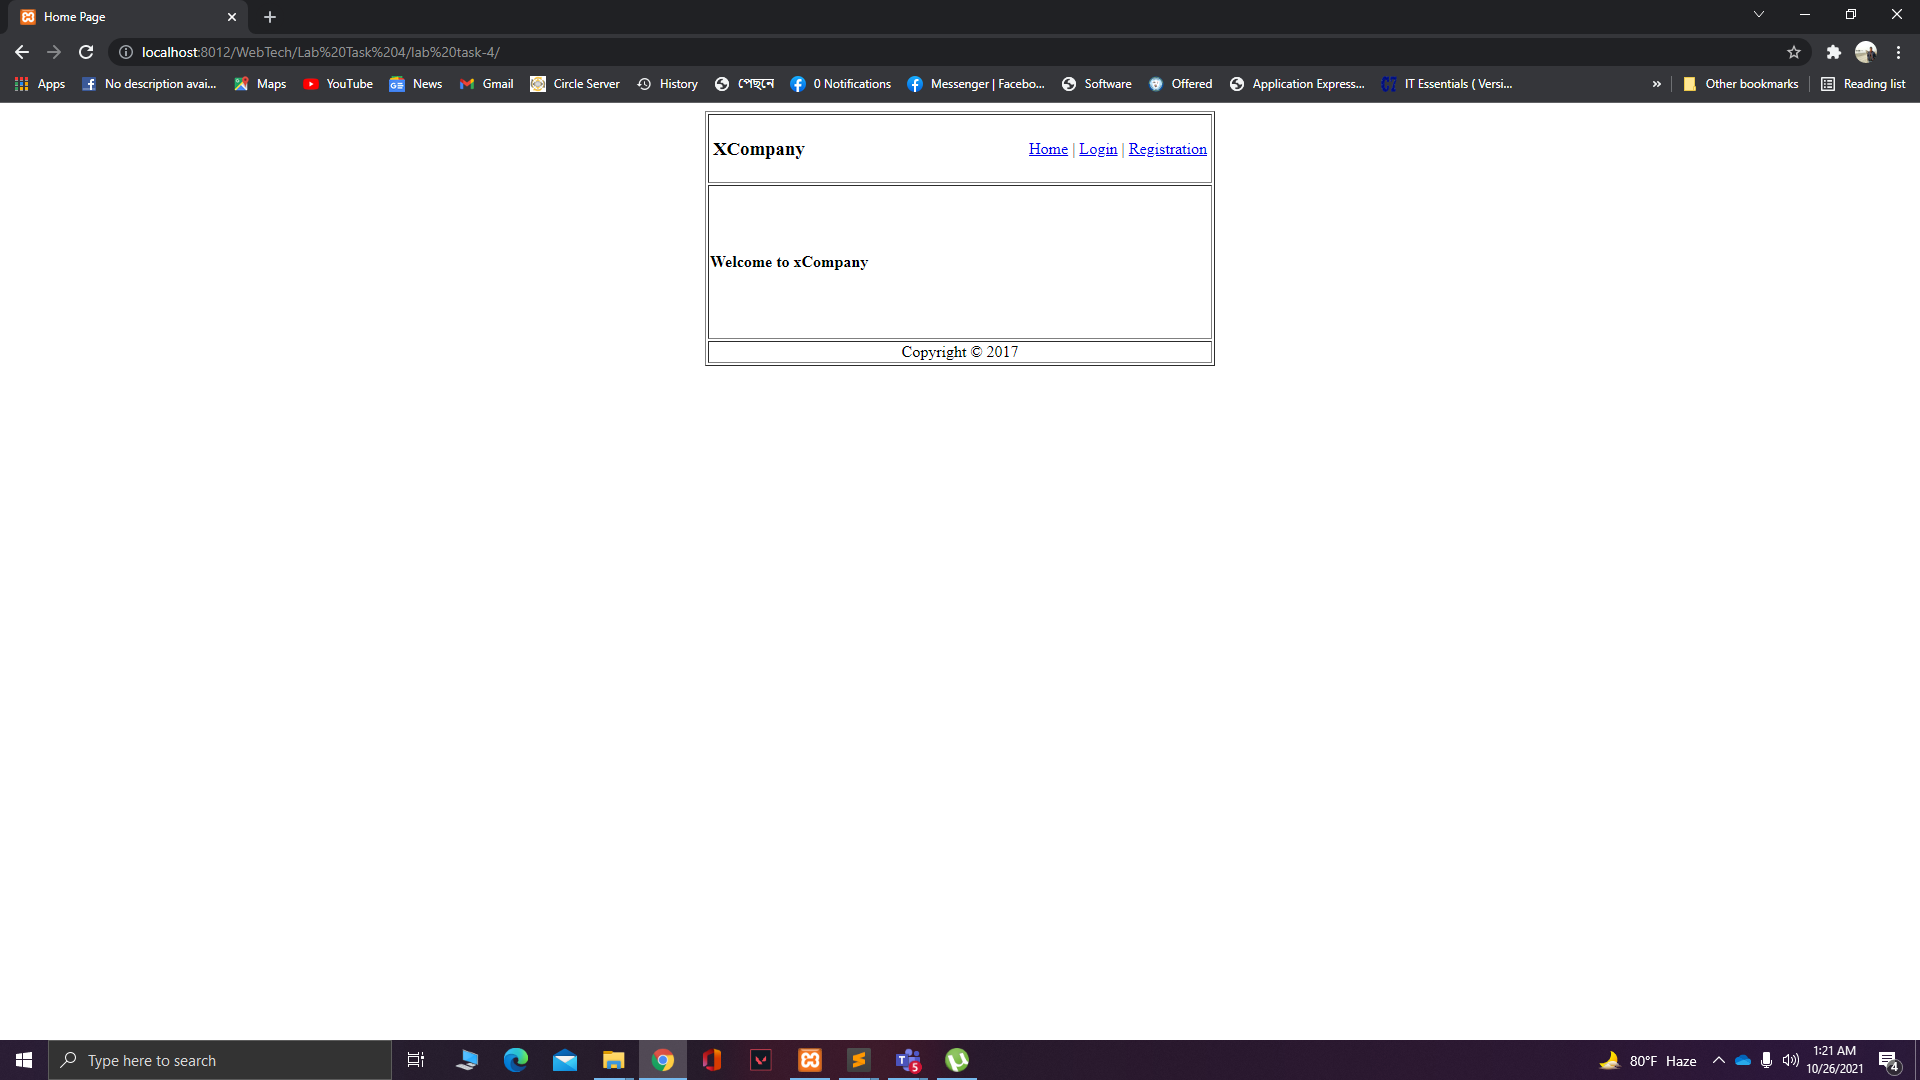 Home Page
localhost:8012/WebTech/Lab%20Task%204/lab%20task-4/
Apps No description avai... Maps YouTube News Gmail Circle Server History পেছনে 0 Notifications Messenger | Facebo... Software Offered Application Express... IT Essentials ( Versi... » Other bookmarks Reading list
XCompany Home | Login | Registration
Welcome to xCompany
Copyright © 2017
Type here to search 5 80°F Haze 1:21 AM 4
10/26/2021